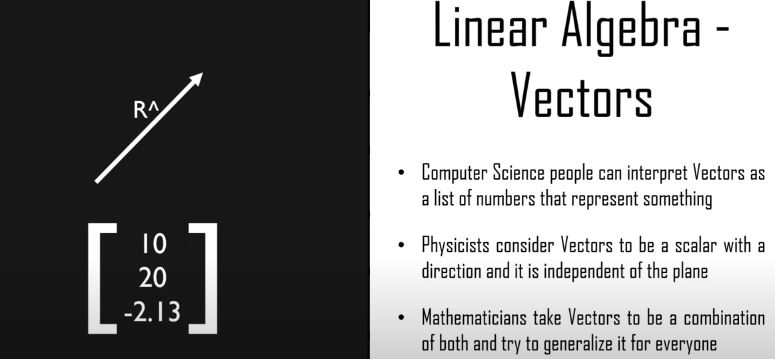 R^
10
20
-2.13
Linear Algebra -
Vectors
• Computer Science people can interpret Vectors as
a list of numbers that represent something
• Physicists consider Vectors to be a scalar with a
direction and it is independent of the plane
• Mathematicians take Vectors to be a combination
of both and try to generalize it for everyone